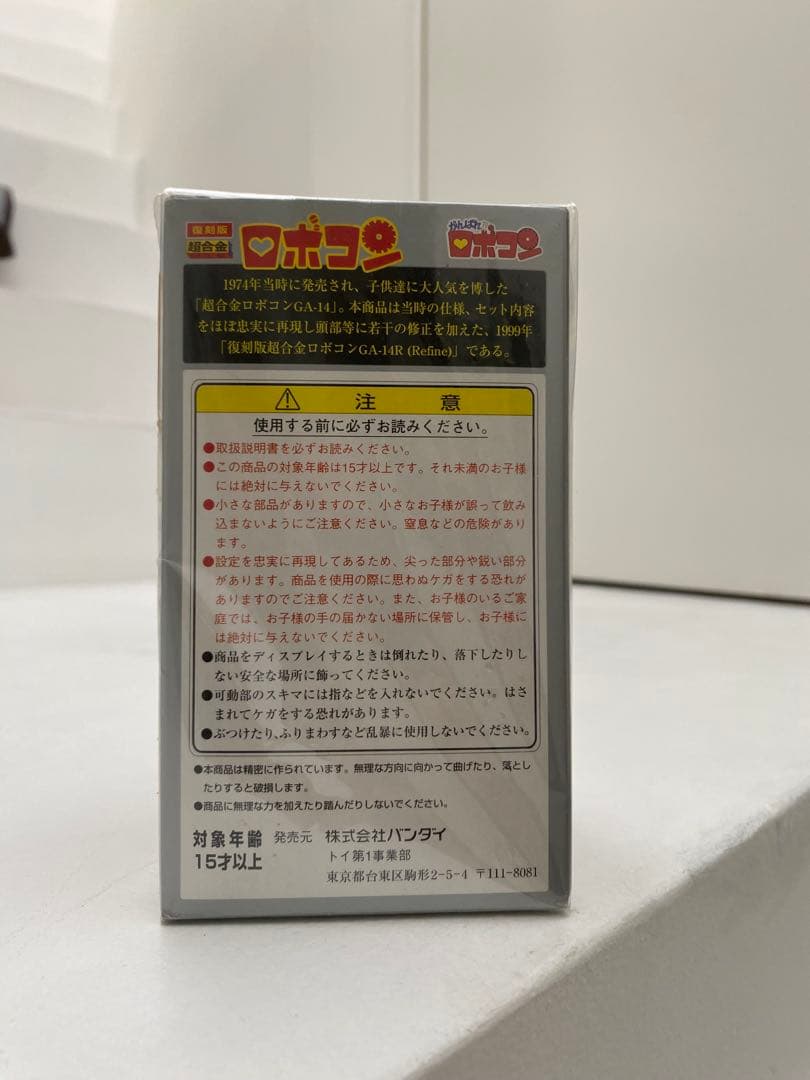 復刻版
超合金
ロボコン
がんばれ!!
ロボコン
1974年当時に発売され、子供達に大人気を博した
「超合金ロボコンGA-14」。本商品は当時の仕様、セット内容
をほぼ忠実に再現し頭部等に若干の修正を加えた、1999年
「復刻版超合金ロボコンGA-14R (Refine)」である。
注意
使用する前に必ずお読みください。
●取扱説明書を必ずお読みください。
●この商品の対象年齢は15才以上です。それ未満のお子様
には絶対に与えないでください。
●小さな部品がありますので、小さなお子様が誤って飲み
込まないようにご注意ください。窒息などの危険があり
ます。
●設定を忠実に再現してあるため、尖った部分や鋭い部分
があります。商品を使用の際に思わぬケガをする恐れが
ありますのでご注意ください。また、お子様のいるご家
庭では、お子様の手の届かない場所に保管し、お子様に
は絶対に与えないでください。
●商品をディスプレイするときは倒れたり、落下したりし
ない安全な場所に飾ってください。
●可動部のスキマには指などを入れないでください。はさ
まれてケガをする恐れがあります。
●ぶつけたり、ふりまわすなど乱暴に使用しないでください。
●本商品は精密に作られています。無理な方向に向かって曲げたり、落とし
たりすると破損します。
●商品に無理な力を加えたり踏んだりしないでください。
対象年齢
15才以上
発売元 株式会社バンダイ
トイ第1事業部
東京都台東区駒形2-5-4 〒111-8081